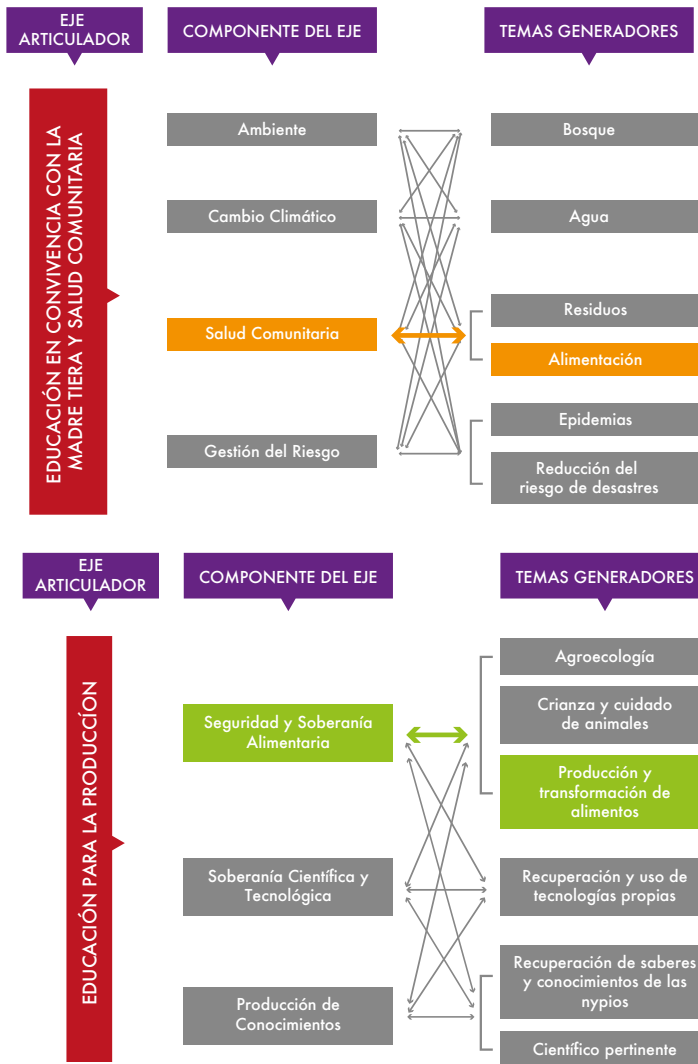 EJE
ARTICULADOR
COMPONENTE DEL EJE
TEMAS GENERADORES
EDUCACIÓN EN CONVIVENCIA CON LA
MADRE TIERA Y SALUD COMUNITARIA
Ambiente
Bosque
Cambio Climático
Agua
Salud Comunitaria
Residuos
Alimentación
Gestión del Riesgo
Epidemias
Reducción del
riesgo de desastres
EJE
ARTICULADOR
COMPONENTE DEL EJE
TEMAS GENERADORES
EDUCACIÓN PARA LA PRODUCCÍON
Seguridad y Soberanía
Alimentaria
Agroecología
Crianza y cuidado
de animales
Producción y
transformación de
alimentos
Soberanía Científica y
Tecnológica
Recuperación y uso de
tecnologías propias
Producción de
Conocimientos
Recuperación de saberes
y conocimientos de las
nypios
Científico pertinente